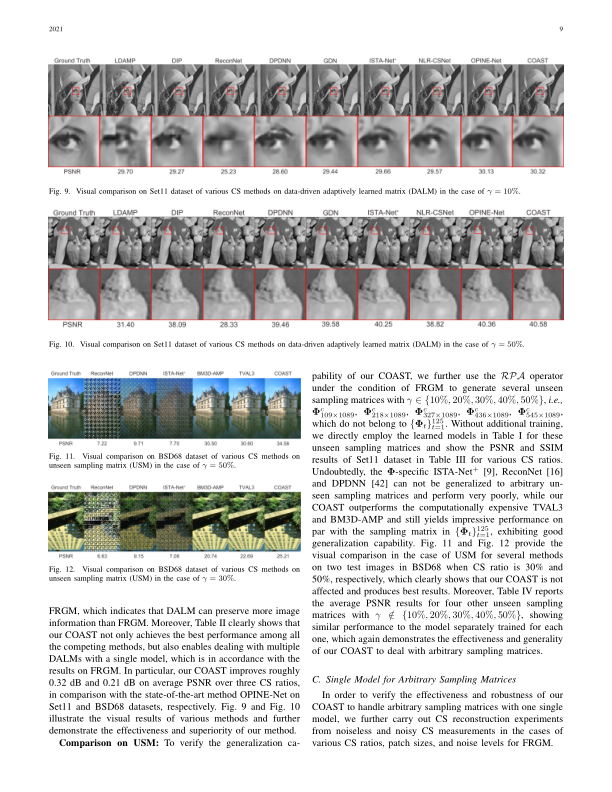 2021
9
Ground Truth LDAMP DIP ReconNet DPDNN GDN ISTA-Net+ NLR-CSNet OPINE-Net COAST
PSNR 29.70 29.27 25.23 28.60 29.44 29.66 29.57 30.13 30.32
Fig. 9. Visual comparison on Set11 dataset of various CS methods on data-driven adaptively learned matrix (DALM) in the case of γ = 10%.
Ground Truth LDAMP DIP ReconNet DPDNN GDN ISTA-Net+ NLR-CSNet OPINE-Net COAST
PSNR 31.40 38.09 28.33 39.46 39.58 40.25 38.82 40.36 40.58
Fig. 10. Visual comparison on Set11 dataset of various CS methods on data-driven adaptively learned matrix (DALM) in the case of γ = 50%.
Ground Truth ReconNet DPDNN ISTA-Net+ BM3D-AMP TVAL3 COAST
PSNR 7.22 9.71 7.70 30.50 30.60 34.56
Fig. 11. Visual comparison on BSD68 dataset of various CS methods on
unseen sampling matrix (USM) in the case of γ = 50%.
Ground Truth ReconNet DPDNN ISTA-Net+ BM3D-AMP TVAL3 COAST
PSNR 6.63 9.15 7.06 20.74 22.69 25.21
Fig. 12. Visual comparison on BSD68 dataset of various CS methods on
unseen sampling matrix (USM) in the case of γ = 30%.
FRGM, which indicates that DALM can preserve more image
information than FRGM. Moreover, Table II clearly shows that
our COAST not only achieves the best performance among all
the competing methods, but also enables dealing with multiple
DALMs with a single model, which is in accordance with the
results on FRGM. In particular, our COAST improves roughly
0.32 dB and 0.21 dB on average PSNR over three CS ratios,
in comparison with the state-of-the-art method OPINE-Net on
Set11 and BSD68 datasets, respectively. Fig. 9 and Fig. 10
illustrate the visual results of various methods and further
demonstrate the effectiveness and superiority of our method.
Comparison on USM: To verify the generalization ca-
pability of our COAST, we further use the RPA operator
under the condition of FRGM to generate several unseen
sampling matrices with γ ∈ {10%, 20%, 30%, 40%, 50%}, i.e.,
Φ^c_{109×1089}, Φ^c_{218×1089}, Φ^c_{327×1089}, Φ^c_{436×1089}, Φ^c_{545×1089},
which do not belong to {Φ_t}^{125}_{t=1}. Without additional training,
we directly employ the learned models in Table I for these
unseen sampling matrices and show the PSNR and SSIM
results of Set11 dataset in Table III for various CS ratios.
Undoubtedly, the Φ-specific ISTA-Net+ [9], ReconNet [16]
and DPDNN [42] can not be generalized to arbitrary un-
seen sampling matrices and perform very poorly, while our
COAST outperforms the computationally expensive TVAL3
and BM3D-AMP and still yields impressive performance on
par with the sampling matrix in {Φ_t}^{125}_{t=1}, exhibiting good
generalization capability. Fig. 11 and Fig. 12 provide the
visual comparison in the case of USM for several methods
on two test images in BSD68 when CS ratio is 30% and
50%, respectively, which clearly shows that our COAST is not
affected and produces best results. Moreover, Table IV reports
the average PSNR results for four other unseen sampling
matrices with γ ∉ {10%, 20%, 30%, 40%, 50%}, showing
similar performance to the model separately trained for each
one, which again demonstrates the effectiveness and generality
of our COAST to deal with arbitrary sampling matrices.
C. Single Model for Arbitrary Sampling Matrices
In order to verify the effectiveness and robustness of our
COAST to handle arbitrary sampling matrices with one single
model, we further carry out CS reconstruction experiments
from noiseless and noisy CS measurements in the cases of
various CS ratios, patch sizes, and noise levels for FRGM.